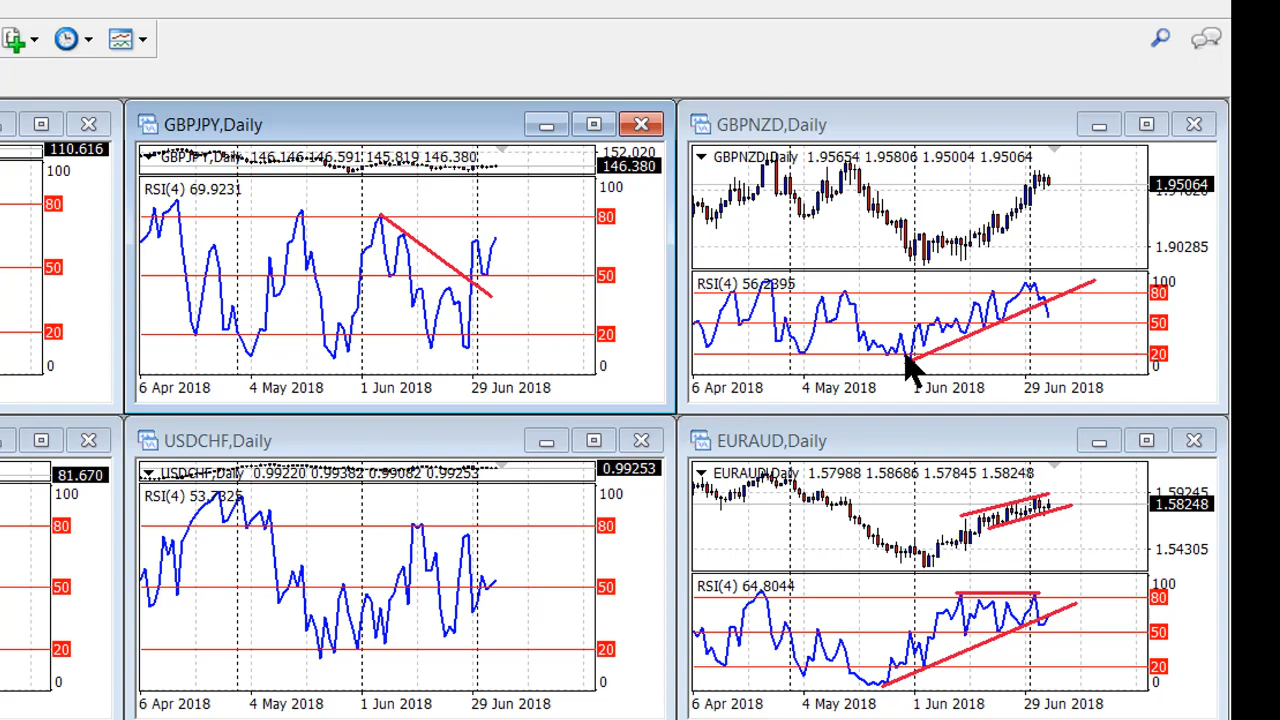 110.616
100
80
50
20
0
GBPJPY,Daily
GBPJPY,Daily 146.146 146.591 145.819 146.380
152.020
146.380
RSI(4) 69.9231
100
80
50
20
0
6 Apr 2018 4 May 2018 1 Jun 2018 29 Jun 2018
GBPNZD,Daily
GBPNZD,Daily 1.95654 1.95806 1.95004 1.95064
1.95064
1.90285
RSI(4) 56.2395
100
80
50
20
0
6 Apr 2018 4 May 2018 1 Jun 2018 29 Jun 2018
81.670
100
80
50
20
0
USDCHF,Daily
USDCHF,Daily 0.99220 0.99382 0.99082 0.99253
0.99253
RSI(4) 53.7325
100
80
50
20
0
6 Apr 2018 4 May 2018 1 Jun 2018 29 Jun 2018
EURAUD,Daily
EURAUD,Daily 1.57988 1.58686 1.57845 1.58248
1.59245
1.58248
1.54305
RSI(4) 64.8044
100
80
50
20
0
6 Apr 2018 4 May 2018 1 Jun 2018 29 Jun 2018